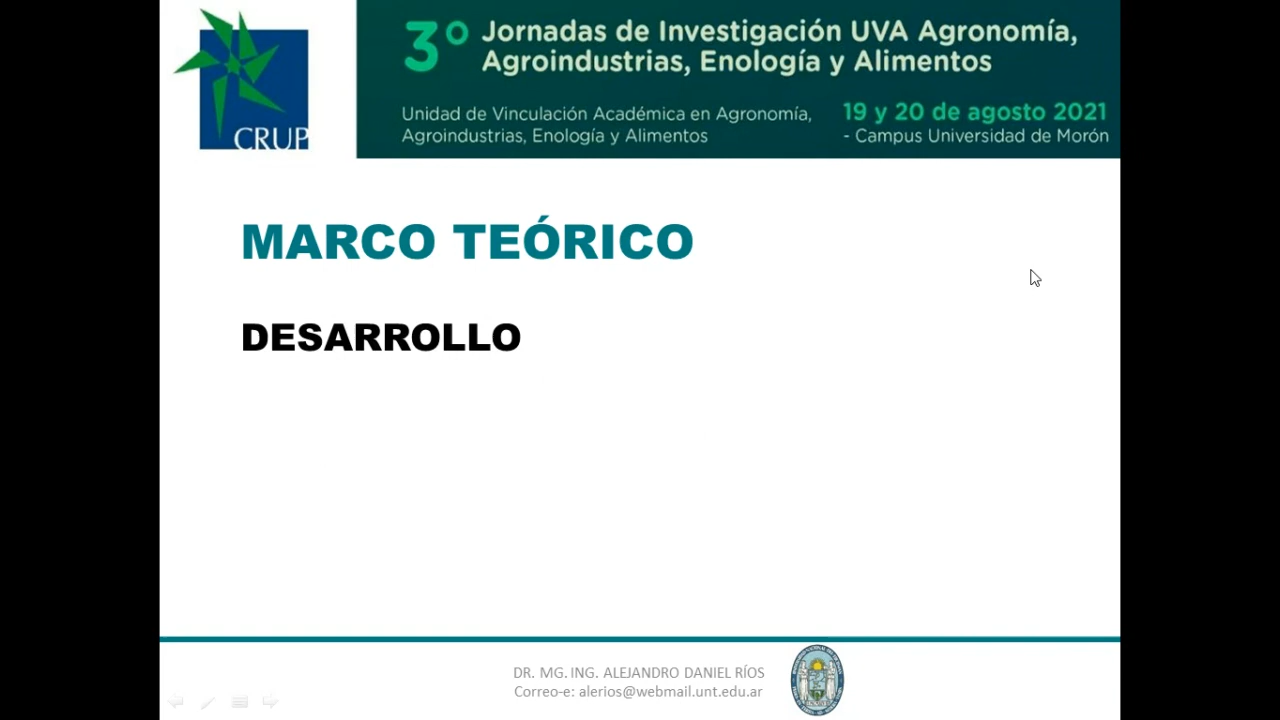 CRUP
3° Jornadas de Investigación UVA Agronomía,
Agroindustrias, Enología y Alimentos
Unidad de Vinculación Académica en Agronomía,
Agroindustrias, Enología y Alimentos
19 y 20 de agosto 2021
- Campus Universidad de Morón
MARCO TEÓRICO
DESARROLLO
DR. MG. ING. ALEJANDRO DANIEL RÍOS
Correo-e: alerios@webmail.unt.edu.ar